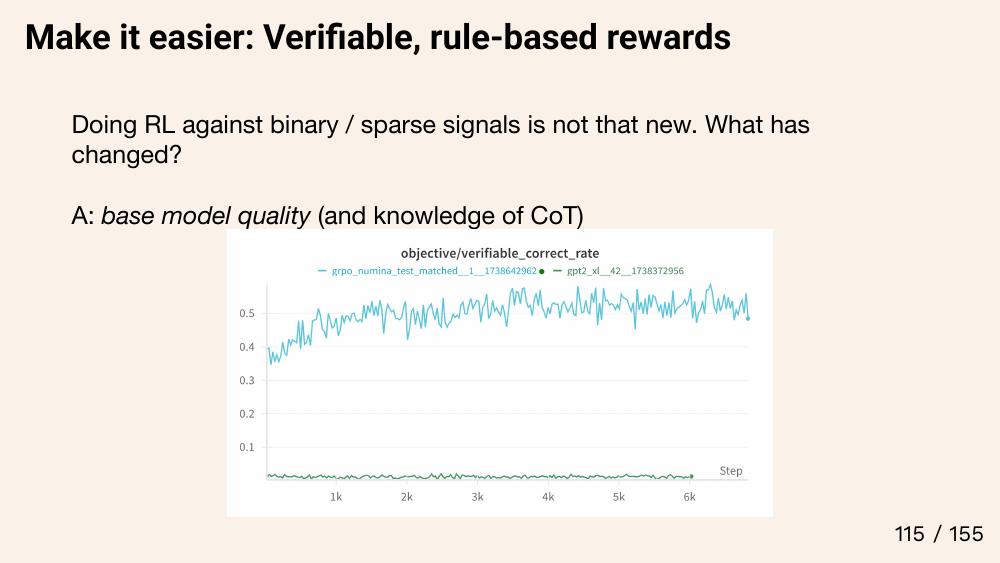 Make it easier: Verifiable, rule-based rewards
Doing RL against binary / sparse signals is not that new. What has
changed?
A: base model quality (and knowledge of CoT)
objective/verifiable_correct_rate
grpo_numina_test_matched__1__1738642962 gpt2_xl__42__1738372956
0.5
0.4
0.3
0.2
0.1
Step
1k 2k 3k 4k 5k 6k
115 / 155